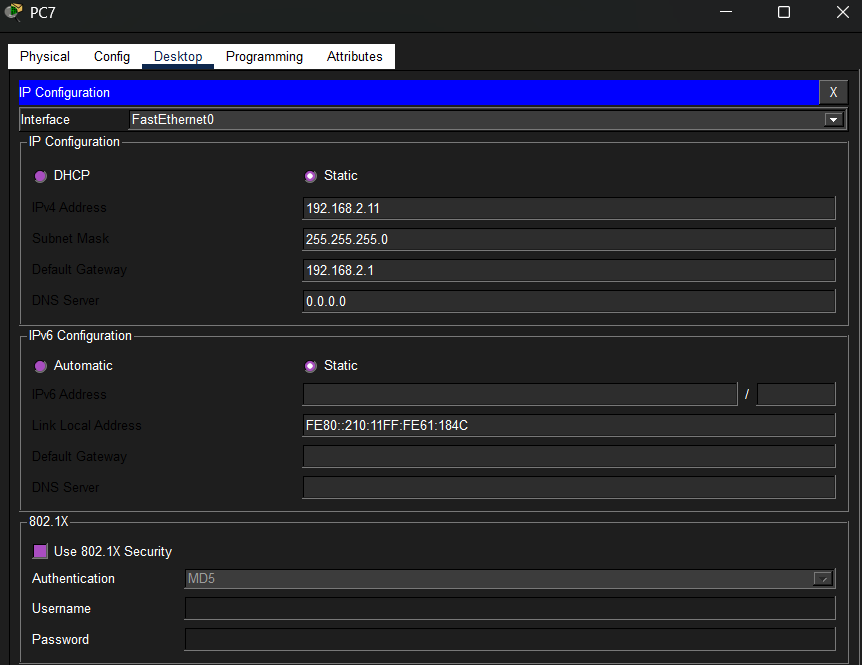 PC7
Physical Config Desktop Programming Attributes
IP Configuration X
Interface FastEthernet0
IP Configuration
DHCP Static
IPv4 Address 192.168.2.11
Subnet Mask 255.255.255.0
Default Gateway 192.168.2.1
DNS Server 0.0.0.0
IPv6 Configuration
Automatic Static
IPv6 Address /
Link Local Address FE80::210:11FF:FE61:184C
Default Gateway
DNS Server
802.1X
Use 802.1X Security
Authentication MD5
Username
Password